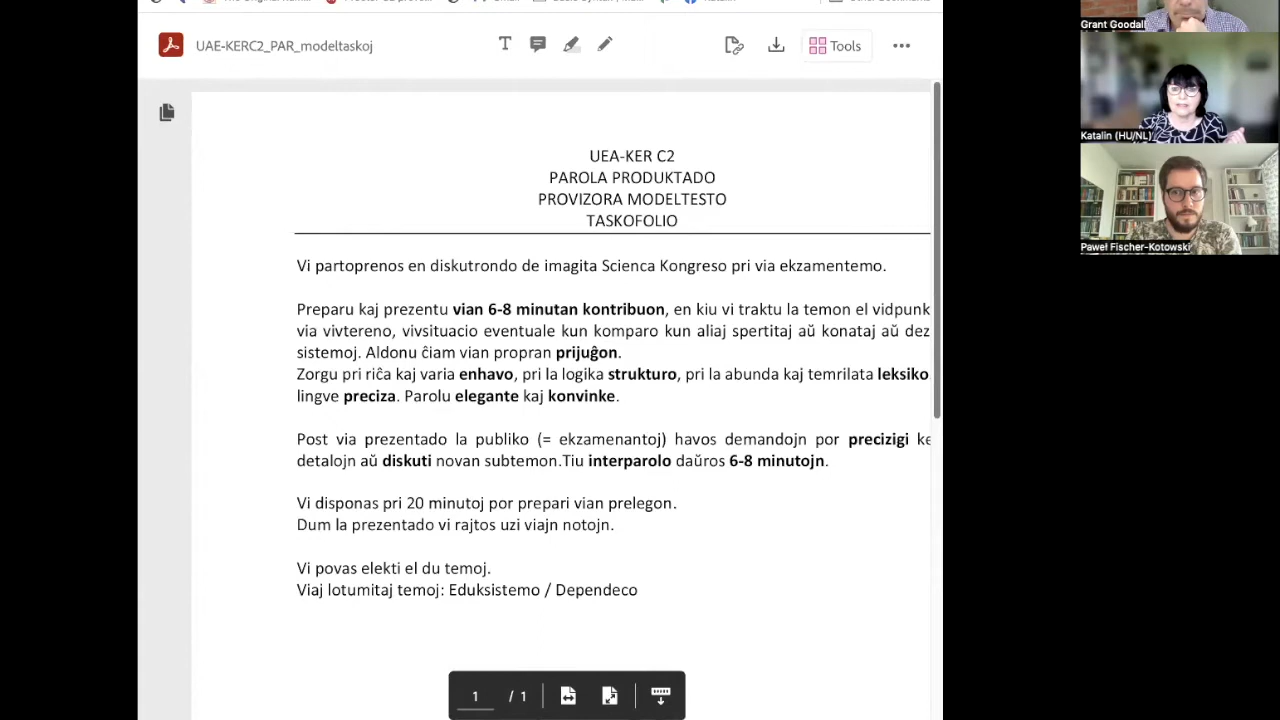 UAE-KERC2_PAR_modeltaskoj
Tools
UEA-KER C2
PAROLA PRODUKTADO
PROVIZORA MODELTESTO
TASKOFOLIO
Vi partoprenos en diskutrondo de imagita Scienca Kongreso pri via ekzamentemo.
Preparu kaj prezentu vian 6-8 minutan kontribuon, en kiu vi traktu la temon el vidpunk
via vivtereno, vivsituacio eventuale kun komparo kun aliaj spertitaj aŭ konataj aŭ dez
sistemoj. Aldonu ĉiam vian propran prijuĝon.
Zorgu pri riĉa kaj varia enhavo, pri la logika strukturo, pri la abunda kaj temrilata leksiko
lingve preciza. Parolu elegante kaj konvinke.
Post via prezentado la publiko (= ekzamenantoj) havos demandojn por precizigi ke
detalojn aŭ diskuti novan subtemon.Tiu interparolo daŭros 6-8 minutojn.
Vi disponas pri 20 minutoj por prepari vian prelegon.
Dum la prezentado vi rajtos uzi viajn notojn.
Vi povas elekti el du temoj.
Viaj lotumitaj temoj: Eduksistemo / Dependeco
1 / 1
Grant Goodall
Katalin (HU/NL)
Paweł Fischer-Kotowski